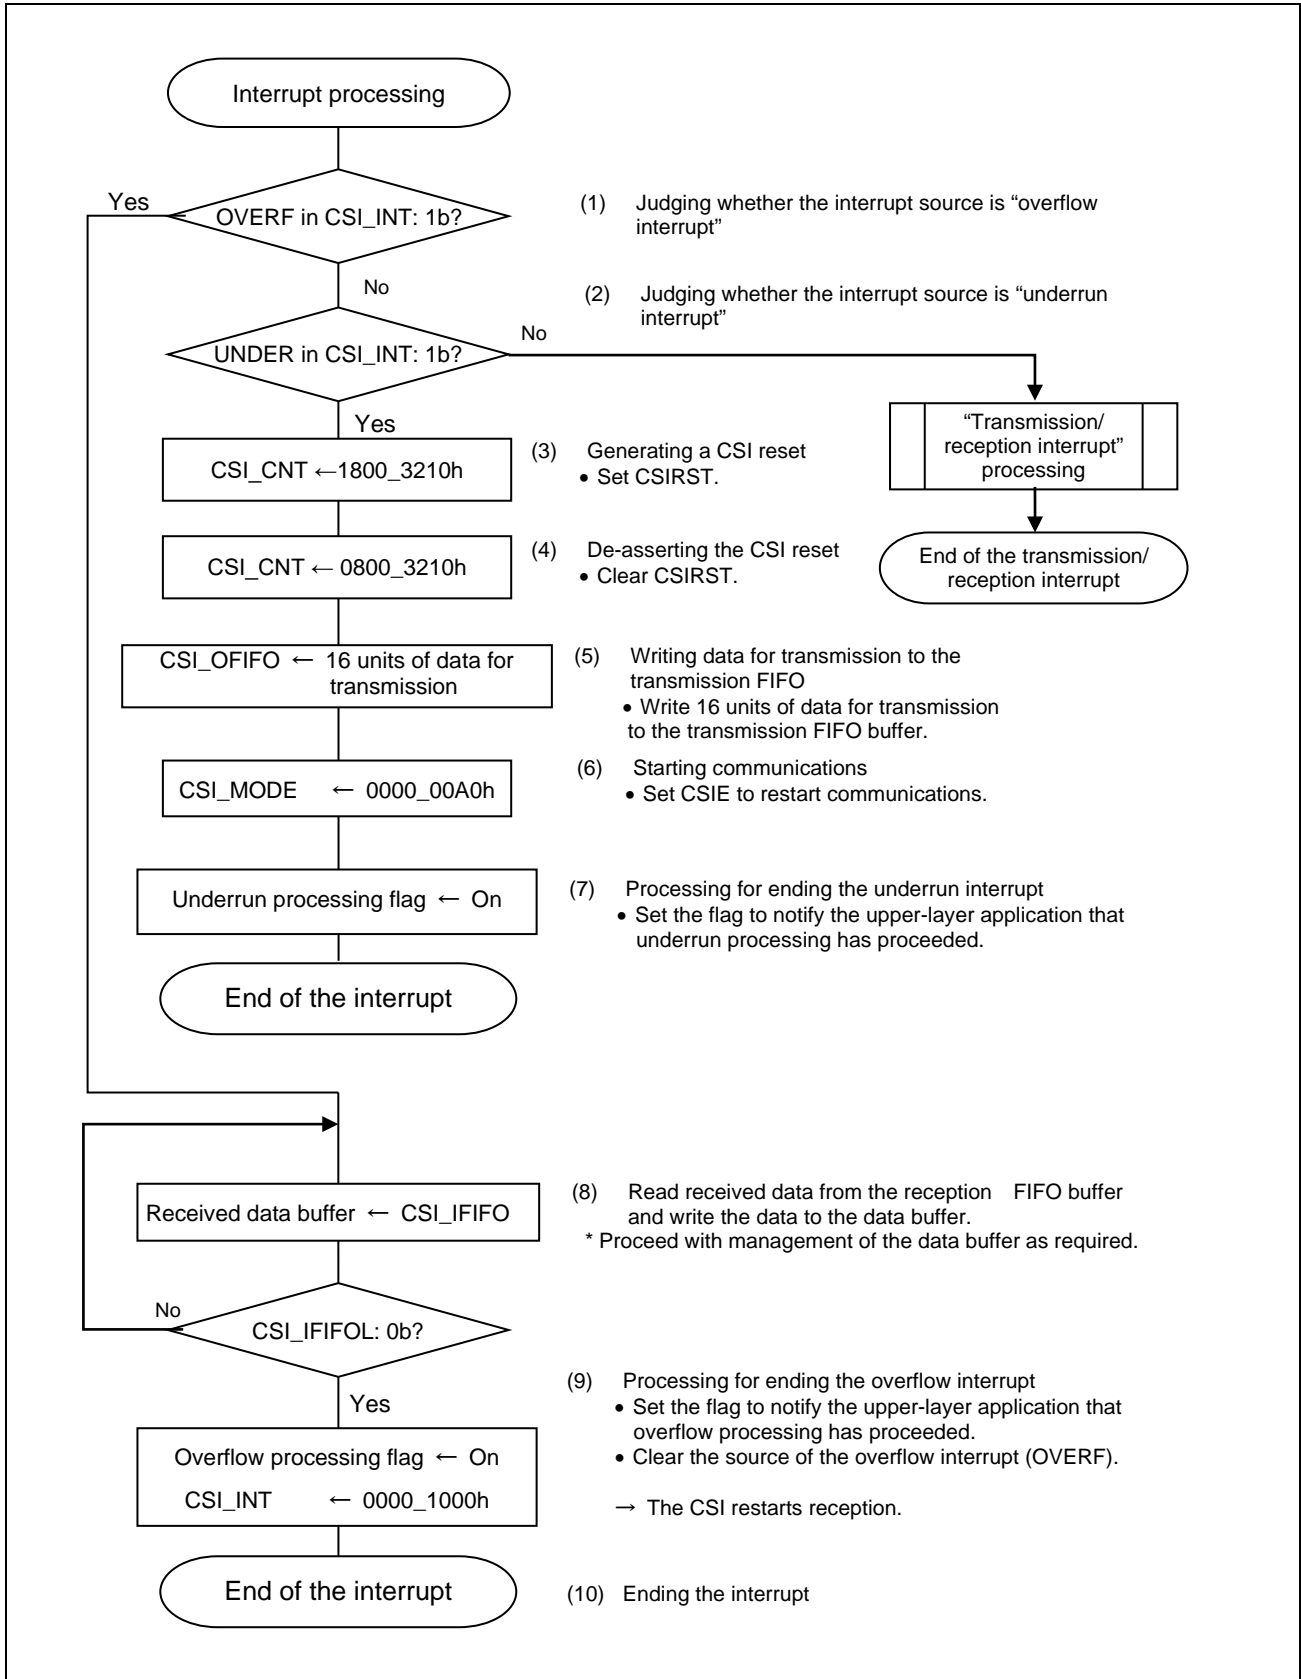 Interrupt processing
Yes
OVERF in CSI_INT: 1b?
(1) Judging whether the interrupt source is “overflow
interrupt”
No
(2) Judging whether the interrupt source is “underrun
interrupt”
No
UNDER in CSI_INT: 1b?
Yes
“Transmission/
reception interrupt”
processing
CSI_CNT ←1800_3210h
(3) Generating a CSI reset
• Set CSIRST.
CSI_CNT ← 0800_3210h
(4) De-asserting the CSI reset
• Clear CSIRST.
End of the transmission/
reception interrupt
CSI_OFIFO ← 16 units of data for
transmission
(5) Writing data for transmission to the
transmission FIFO
• Write 16 units of data for transmission
to the transmission FIFO buffer.
CSI_MODE ← 0000_00A0h
(6) Starting communications
• Set CSIE to restart communications.
Underrun processing flag ← On
(7) Processing for ending the underrun interrupt
• Set the flag to notify the upper-layer application that
underrun processing has proceeded.
End of the interrupt
Received data buffer ← CSI_IFIFO
(8) Read received data from the reception FIFO buffer
and write the data to the data buffer.
* Proceed with management of the data buffer as required.
No
CSI_IFIFOL: 0b?
Yes
(9) Processing for ending the overflow interrupt
• Set the flag to notify the upper-layer application that
overflow processing has proceeded.
• Clear the source of the overflow interrupt (OVERF).
→ The CSI restarts reception.
Overflow processing flag ← On
CSI_INT ← 0000_1000h
End of the interrupt
(10) Ending the interrupt